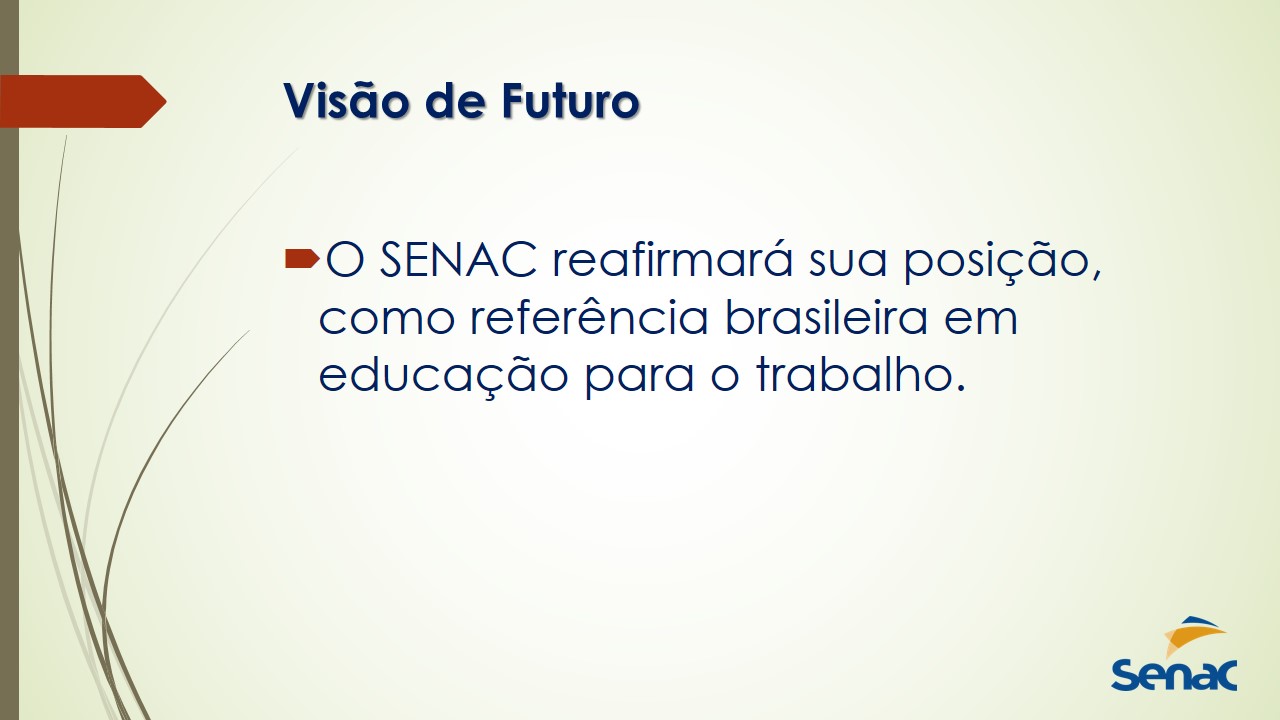 Visão de Futuro
O SENAC reafirmará sua posição,
como referência brasileira em
educação para o trabalho.
Senac